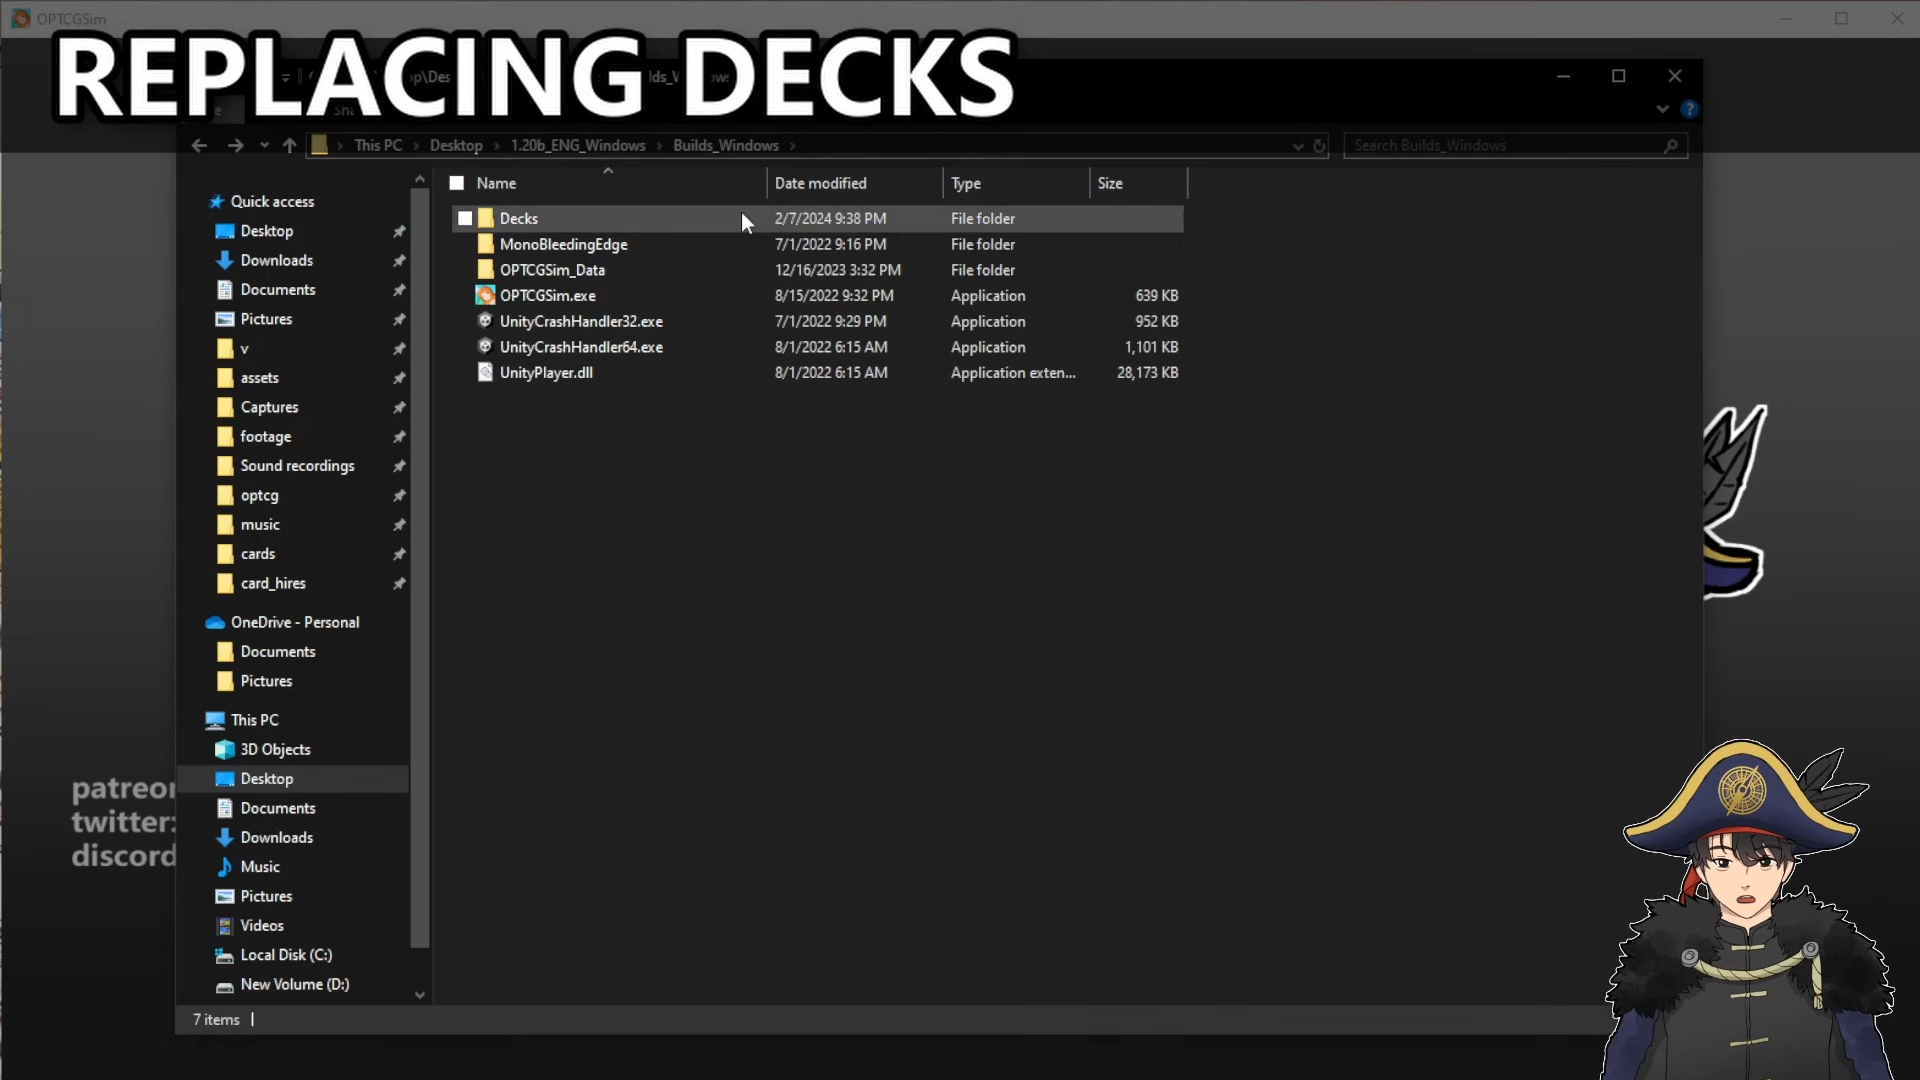 OPTCGSim
REPLACING DECKS
This PC Desktop 1.20b_ENG_Windows Builds_Windows
Search Builds_Windows
Name Date modified Type Size
Decks 2/7/2024 9:38 PM File folder
MonoBleedingEdge 7/1/2022 9:16 PM File folder
OPTCGSim_Data 12/16/2023 3:32 PM File folder
OPTCGSim.exe 8/15/2022 9:32 PM Application 639 KB
UnityCrashHandler32.exe 7/1/2022 9:29 PM Application 952 KB
UnityCrashHandler64.exe 8/1/2022 6:15 AM Application 1,101 KB
UnityPlayer.dll 8/1/2022 6:15 AM Application exten... 28,173 KB
Quick access
Desktop
Downloads
Documents
Pictures
v
assets
Captures
footage
Sound recordings
optcg
music
cards
card_hires
OneDrive - Personal
Documents
Pictures
This PC
3D Objects
Desktop
Documents
Downloads
Music
Pictures
Videos
Local Disk (C:)
New Volume (D:)
7 items
patreon
twitter:
discord